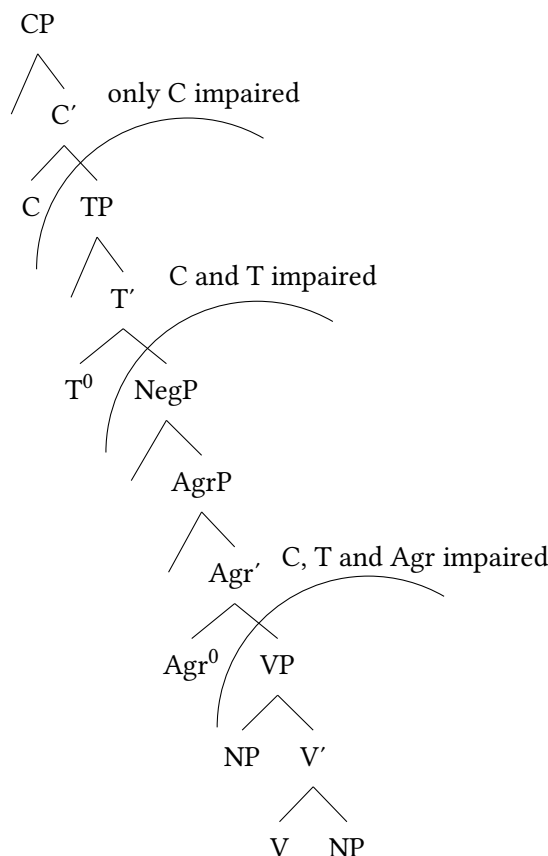 CP
C′
only C impaired
C TP
T′
C and T impaired
T⁰ NegP
AgrP
Agr′
C, T and Agr impaired
Agr⁰ VP
NP V′
V NP